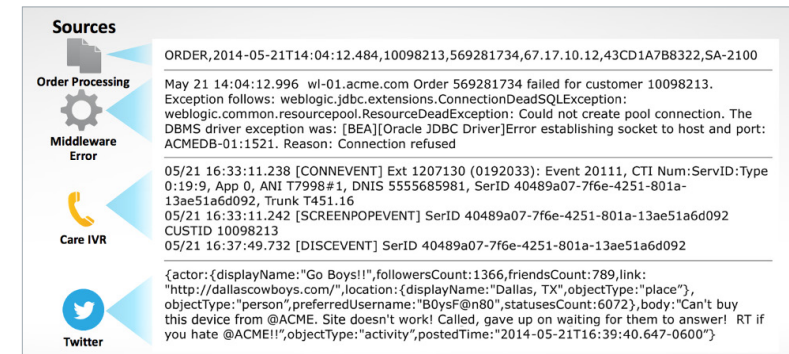 Sources
Order Processing
ORDER,2014-05-21T14:04:12.484,10098213,569281734,67.17.10.12,43CD1A7B8322,SA-2100
Middleware
Error
May 21 14:04:12.996  wl-01.acme.com Order 569281734 failed for customer 10098213.
Exception follows: weblogic.jdbc.extensions.ConnectionDeadSQLException:
weblogic.common.resourcepool.ResourceDeadException: Could not create pool connection. The
DBMS driver exception was: [BEA][Oracle JDBC Driver]Error establishing socket to host and port:
ACMEDB-01:1521. Reason: Connection refused
Care IVR
05/21 16:33:11.238 [CONNEVENT] Ext 1207130 (0192033): Event 20111, CTI Num:ServID:Type
0:19:9, App 0, ANI T7998#1, DNIS 5555685981, SerID 40489a07-7f6e-4251-801a-
13ae51a6d092, Trunk T451.16
05/21 16:33:11.242 [SCREENPOPEVENT] SerID 40489a07-7f6e-4251-801a-13ae51a6d092
CUSTID 10098213
05/21 16:37:49.732 [DISCEVENT] SerID 40489a07-7f6e-4251-801a-13ae51a6d092
Twitter
{actor:{displayName:"Go Boys!!",followersCount:1366,friendsCount:789,link:
"http://dallascowboys.com/",location:{displayName:"Dallas, TX",objectType:"place"},
objectType:"person",preferredUsername:"B0ysF@n80",statusesCount:6072},body:"Can't buy
this device from @ACME. Site doesn't work! Called, gave up on waiting for them to answer!  RT if
you hate @ACME!!",objectType:"activity",postedTime:"2014-05-21T16:39:40.647-0600"}